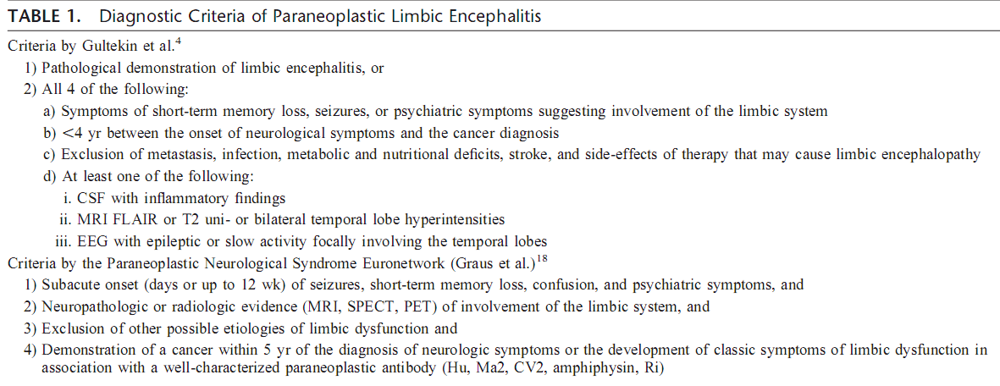 TABLE 1. Diagnostic Criteria of Paraneoplastic Limbic Encephalitis
Criteria by Gultekin et al.4
1) Pathological demonstration of limbic encephalitis, or
2) All 4 of the following:
a) Symptoms of short-term memory loss, seizures, or psychiatric symptoms suggesting involvement of the limbic system
b) <4 yr between the onset of neurological symptoms and the cancer diagnosis
c) Exclusion of metastasis, infection, metabolic and nutritional deficits, stroke, and side-effects of therapy that may cause limbic encephalopathy
d) At least one of the following:
i. CSF with inflammatory findings
ii. MRI FLAIR or T2 uni- or bilateral temporal lobe hyperintensities
iii. EEG with epileptic or slow activity focally involving the temporal lobes
Criteria by the Paraneoplastic Neurological Syndrome Euronetwork (Graus et al.)18
1) Subacute onset (days or up to 12 wk) of seizures, short-term memory loss, confusion, and psychiatric symptoms, and
2) Neuropathologic or radiologic evidence (MRI, SPECT, PET) of involvement of the limbic system, and
3) Exclusion of other possible etiologies of limbic dysfunction and
4) Demonstration of a cancer within 5 yr of the diagnosis of neurologic symptoms or the development of classic symptoms of limbic dysfunction in
association with a well-characterized paraneoplastic antibody (Hu, Ma2, CV2, amphiphysin, Ri)